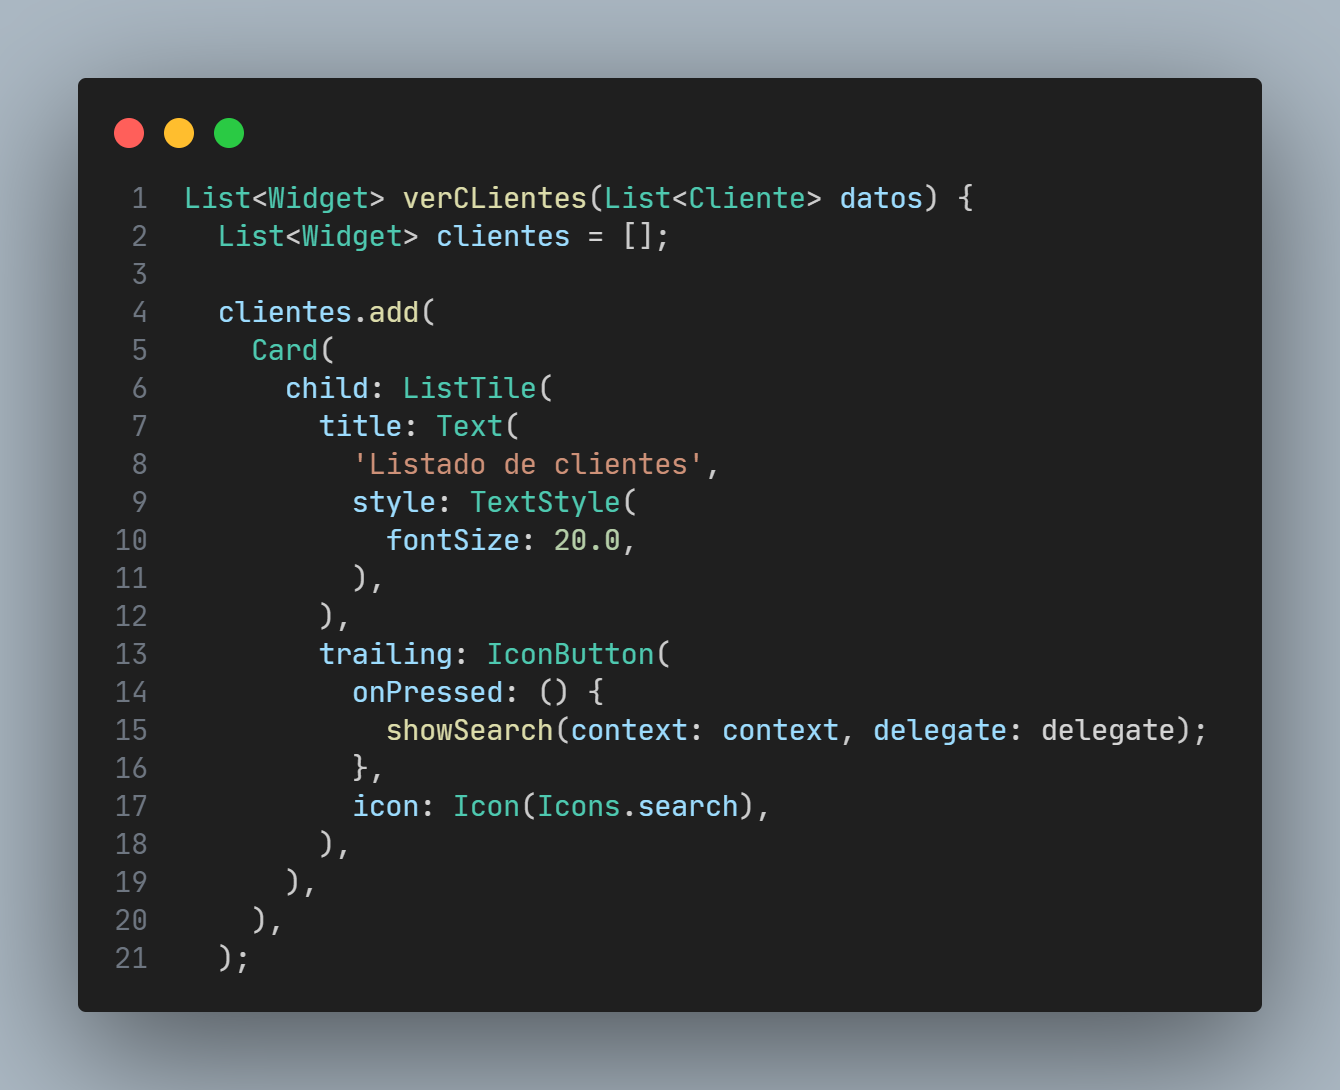 1 List<Widget> verCLientes(List<Cliente> datos) {
2   List<Widget> clientes = [];
3
4   clientes.add(
5     Card(
6       child: ListTile(
7         title: Text(
8           'Listado de clientes',
9           style: TextStyle(
10             fontSize: 20.0,
11           ),
12         ),
13         trailing: IconButton(
14           onPressed: () {
15             showSearch(context: context, delegate: delegate);
16           },
17           icon: Icon(Icons.search),
18         ),
19       ),
20     ),
21   );